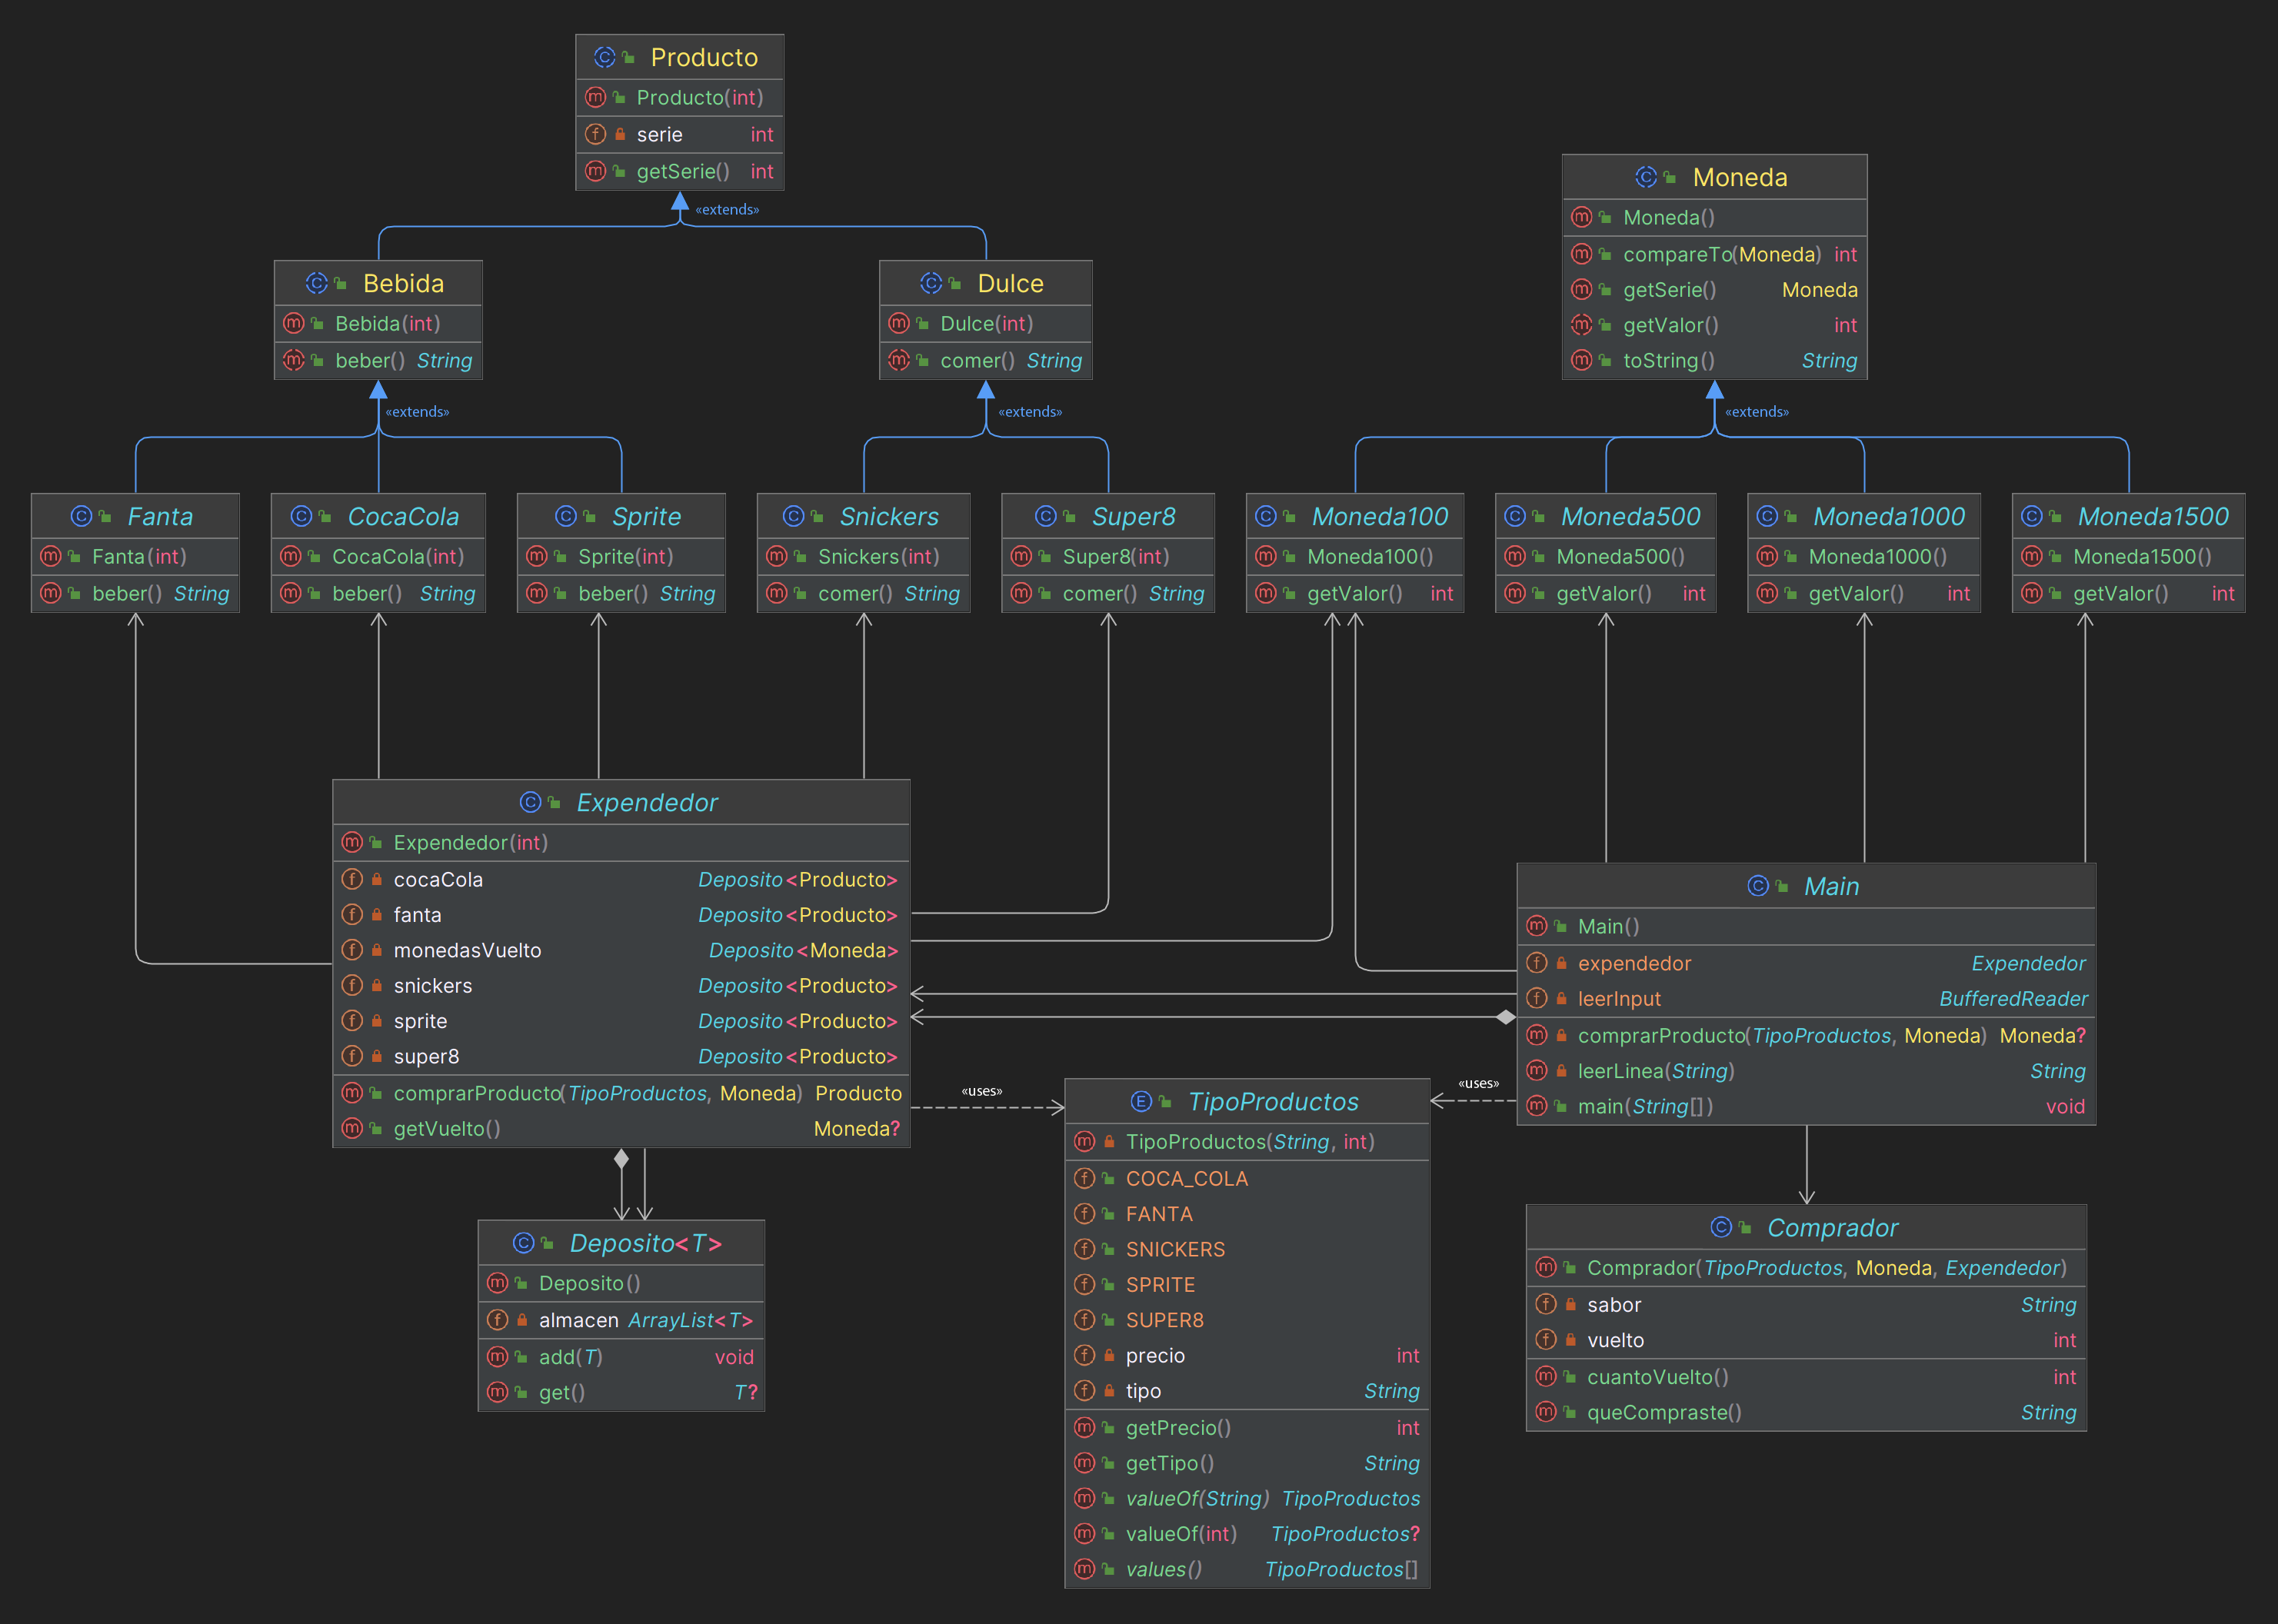 Producto
Producto(int)
serie int
getSerie() int
«extends»
Moneda
Moneda()
compareTo(Moneda) int
getSerie() Moneda
getValor() int
toString() String
«extends»
Bebida
Bebida(int)
beber() String
«extends»
Dulce
Dulce(int)
comer() String
«extends»
Fanta
Fanta(int)
beber() String
CocaCola
CocaCola(int)
beber() String
Sprite
Sprite(int)
beber() String
Snickers
Snickers(int)
comer() String
Super8
Super8(int)
comer() String
Moneda100
Moneda100()
getValor() int
Moneda500
Moneda500()
getValor() int
Moneda1000
Moneda1000()
getValor() int
Moneda1500
Moneda1500()
getValor() int
Expendedor
Expendedor(int)
cocaCola Deposito<Producto>
fanta Deposito<Producto>
monedasVuelto Deposito<Moneda>
snickers Deposito<Producto>
sprite Deposito<Producto>
super8 Deposito<Producto>
comprarProducto(TipoProductos, Moneda) Producto
getVuelto() Moneda?
Main
Main()
expendedor Expendedor
leerInput BufferedReader
comprarProducto(TipoProductos, Moneda) Moneda?
leerLinea(String) String
main(String[]) void
«uses»
«uses»
TipoProductos
TipoProductos(String, int)
COCA_COLA
FANTA
SNICKERS
SPRITE
SUPER8
precio int
tipo String
getPrecio() int
getTipo() String
valueOf(String) TipoProductos
valueOf(int) TipoProductos?
values() TipoProductos[]
Deposito<T>
Deposito()
almacen ArrayList<T>
add(T) void
get() T?
Comprador
Comprador(TipoProductos, Moneda, Expendedor)
sabor String
vuelto int
cuantoVuelto() int
queCompraste() String